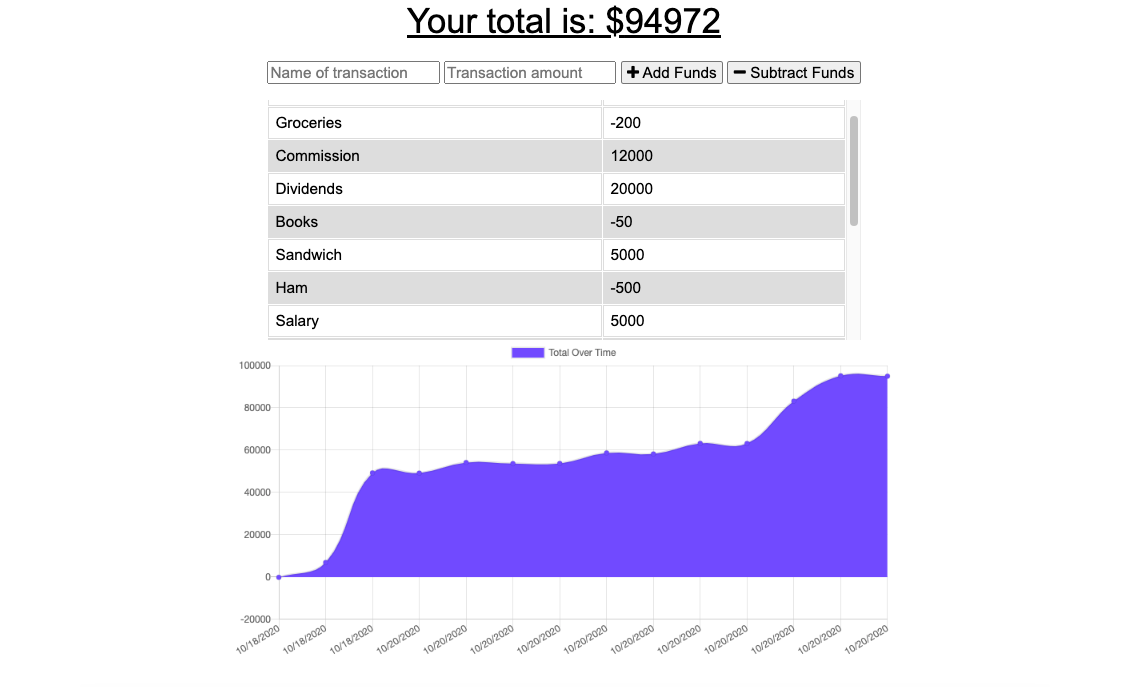 Your total is: $94972
Name of transaction Transaction amount Add Funds Subtract Funds
Groceries -200
Commission 12000
Dividends 20000
Books -50
Sandwich 5000
Ham -500
Salary 5000
Total Over Time
100000
80000
60000
40000
20000
0
-20000
10/18/2020 10/18/2020 10/18/2020 10/20/2020 10/20/2020 10/20/2020 10/20/2020 10/20/2020 10/20/2020 10/20/2020 10/20/2020 10/20/2020 10/20/2020 10/20/2020